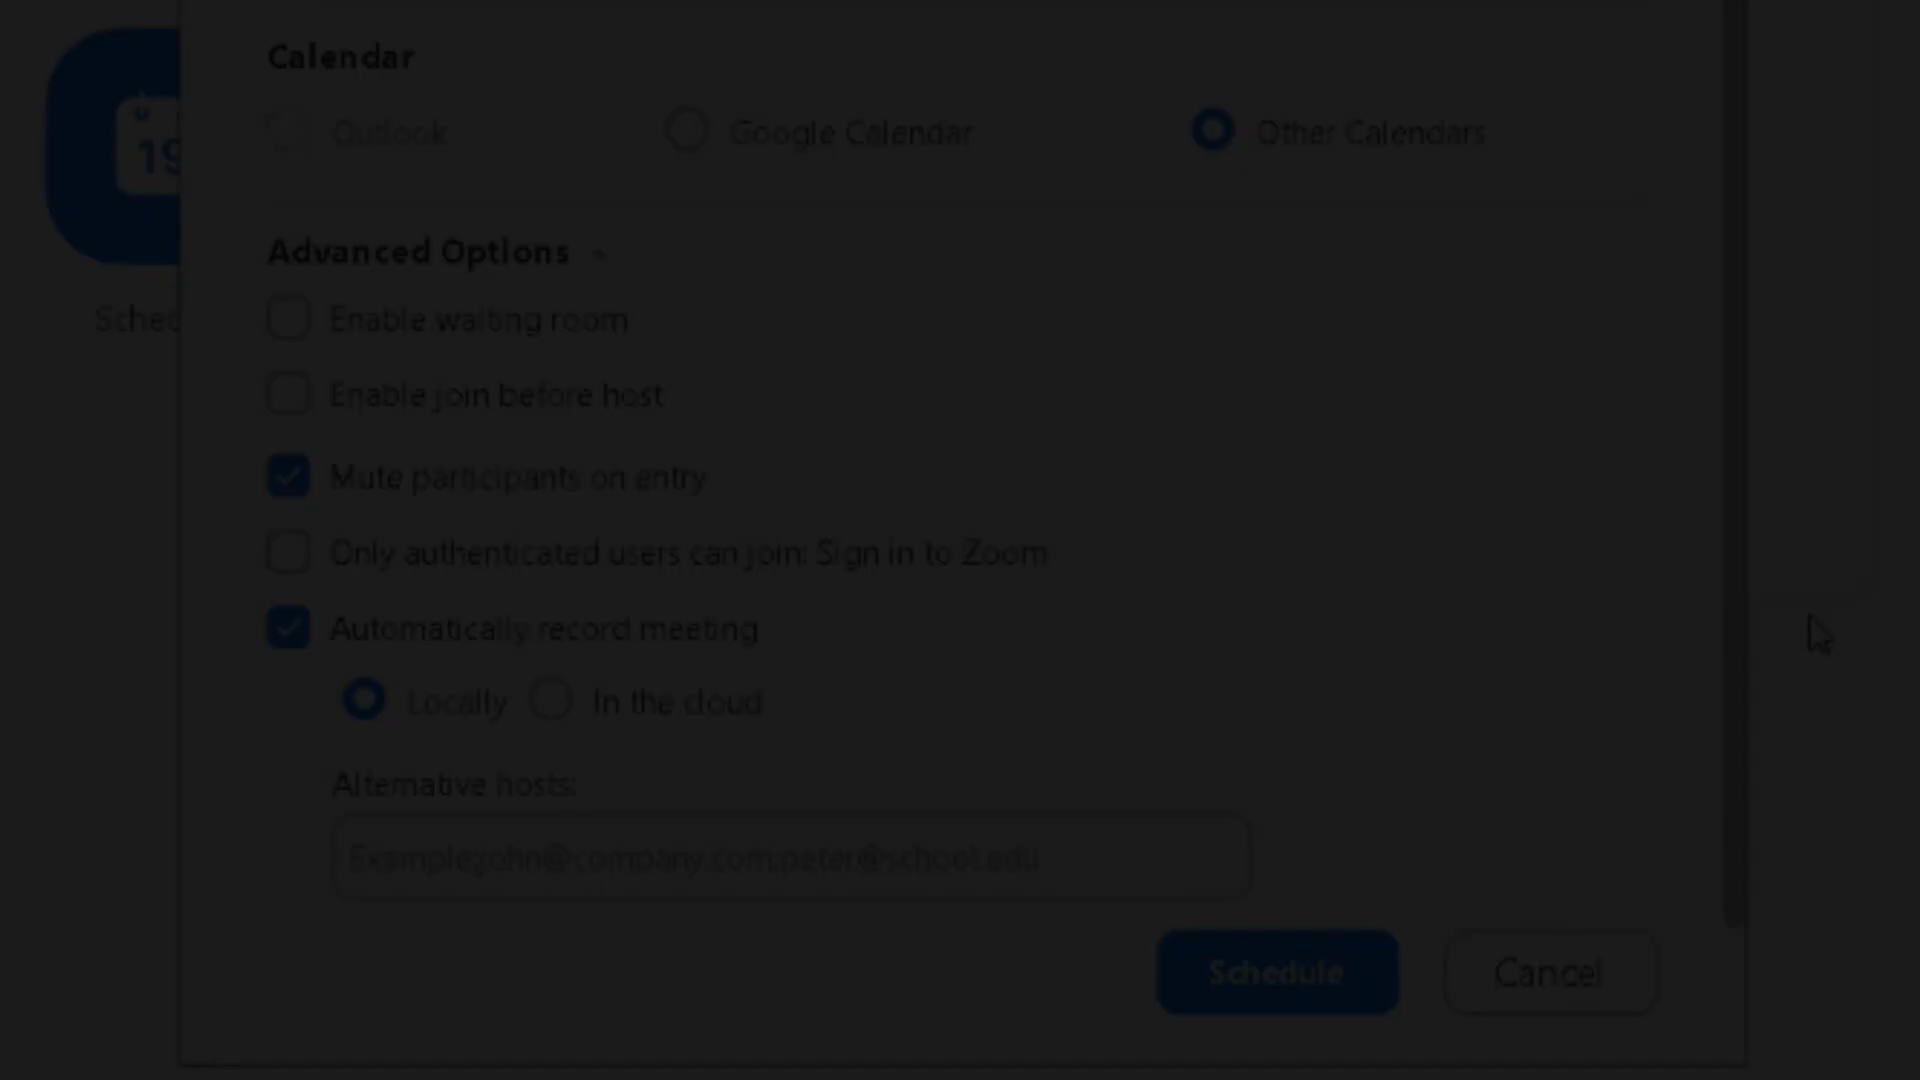 Calendar
Outlook
Google Calendar
Other Calendars
19
Advanced Options
Enable waiting room
Sched
Enable join before host
Mute participants on entry
Only authenticated users can join: Sign in to Zoom
Automatically record meeting
Locally
In the cloud
Alternative hosts:
Example:john@company.com;peter@school.edu
Schedule
Cancel